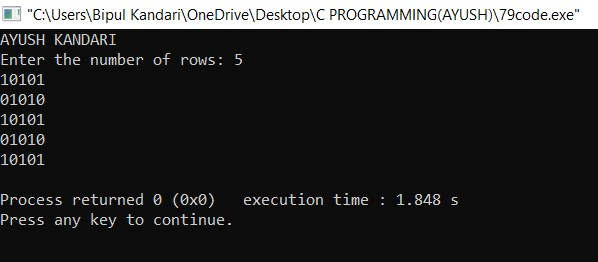 "C:\Users\Bipul Kandari\OneDrive\Desktop\C PROGRAMMING(AYUSH)\79code.exe"
AYUSH KANDARI
Enter the number of rows: 5
10101
01010
10101
01010
10101
Process returned 0 (0x0)   execution time : 1.848 s
Press any key to continue.